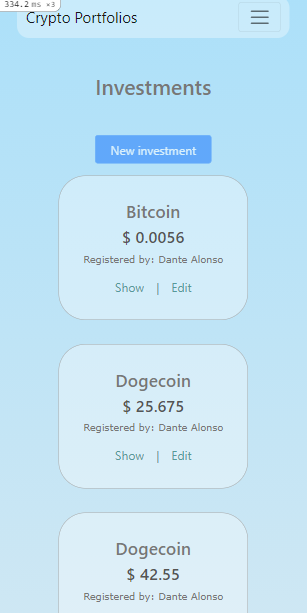 334.2 ms ×3
Crypto Portfolios
Investments
New investment
Bitcoin
$ 0.0056
Registered by: Dante Alonso
Show | Edit
Dogecoin
$ 25.675
Registered by: Dante Alonso
Show | Edit
Dogecoin
$ 42.55
Registered by: Dante Alonso